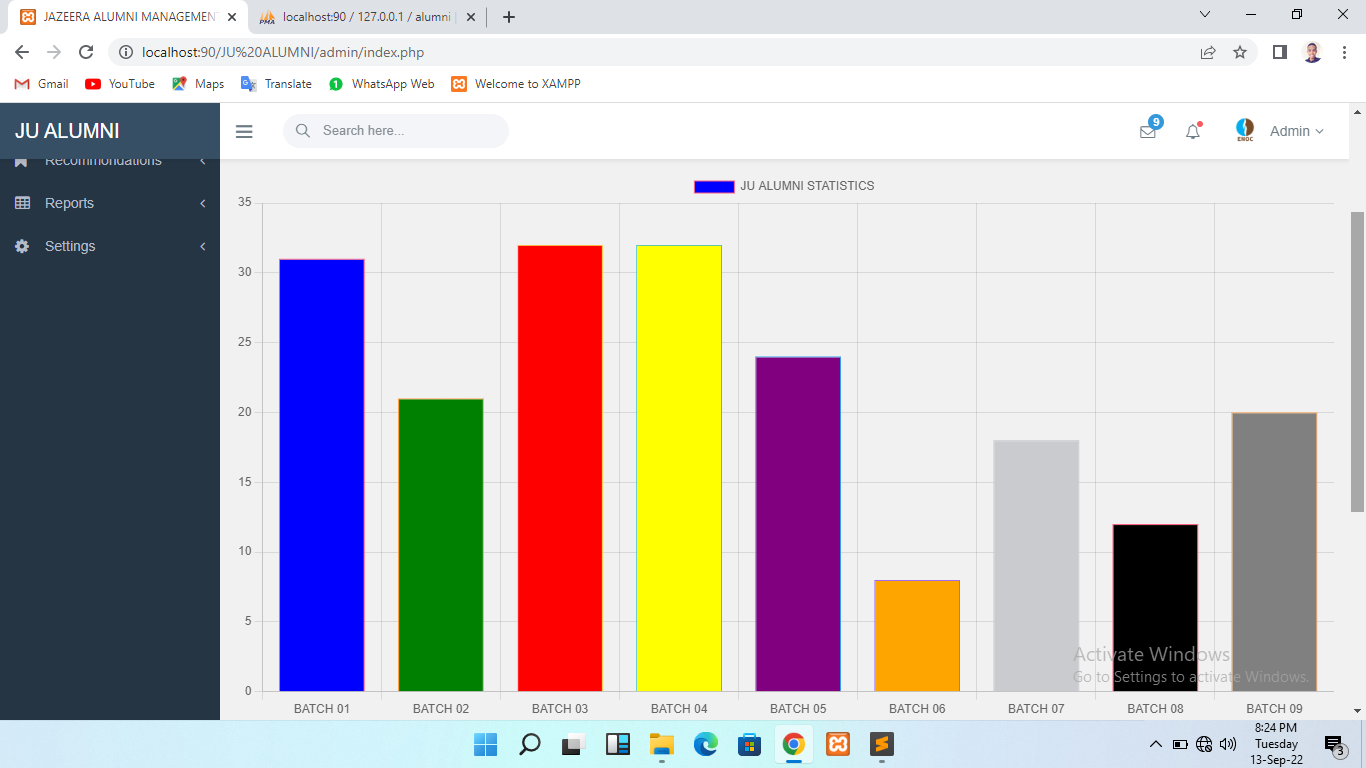 JAZEERA ALUMNI MANAGEMENT
localhost:90 / 127.0.0.1 / alumni |
localhost:90/JU%20ALUMNI/admin/index.php
Gmail YouTube Maps Translate 1 WhatsApp Web Welcome to XAMPP
JU ALUMNI
Search here...
9
ENOC
Admin
Recommondations
Reports
Settings
JU ALUMNI STATISTICS
35
30
25
20
15
10
5
0
BATCH 01 BATCH 02 BATCH 03 BATCH 04 BATCH 05 BATCH 06 BATCH 07 BATCH 08 BATCH 09
Activate Windows
Go to Settings to activate Windows.
8:24 PM
Tuesday
13-Sep-22
3